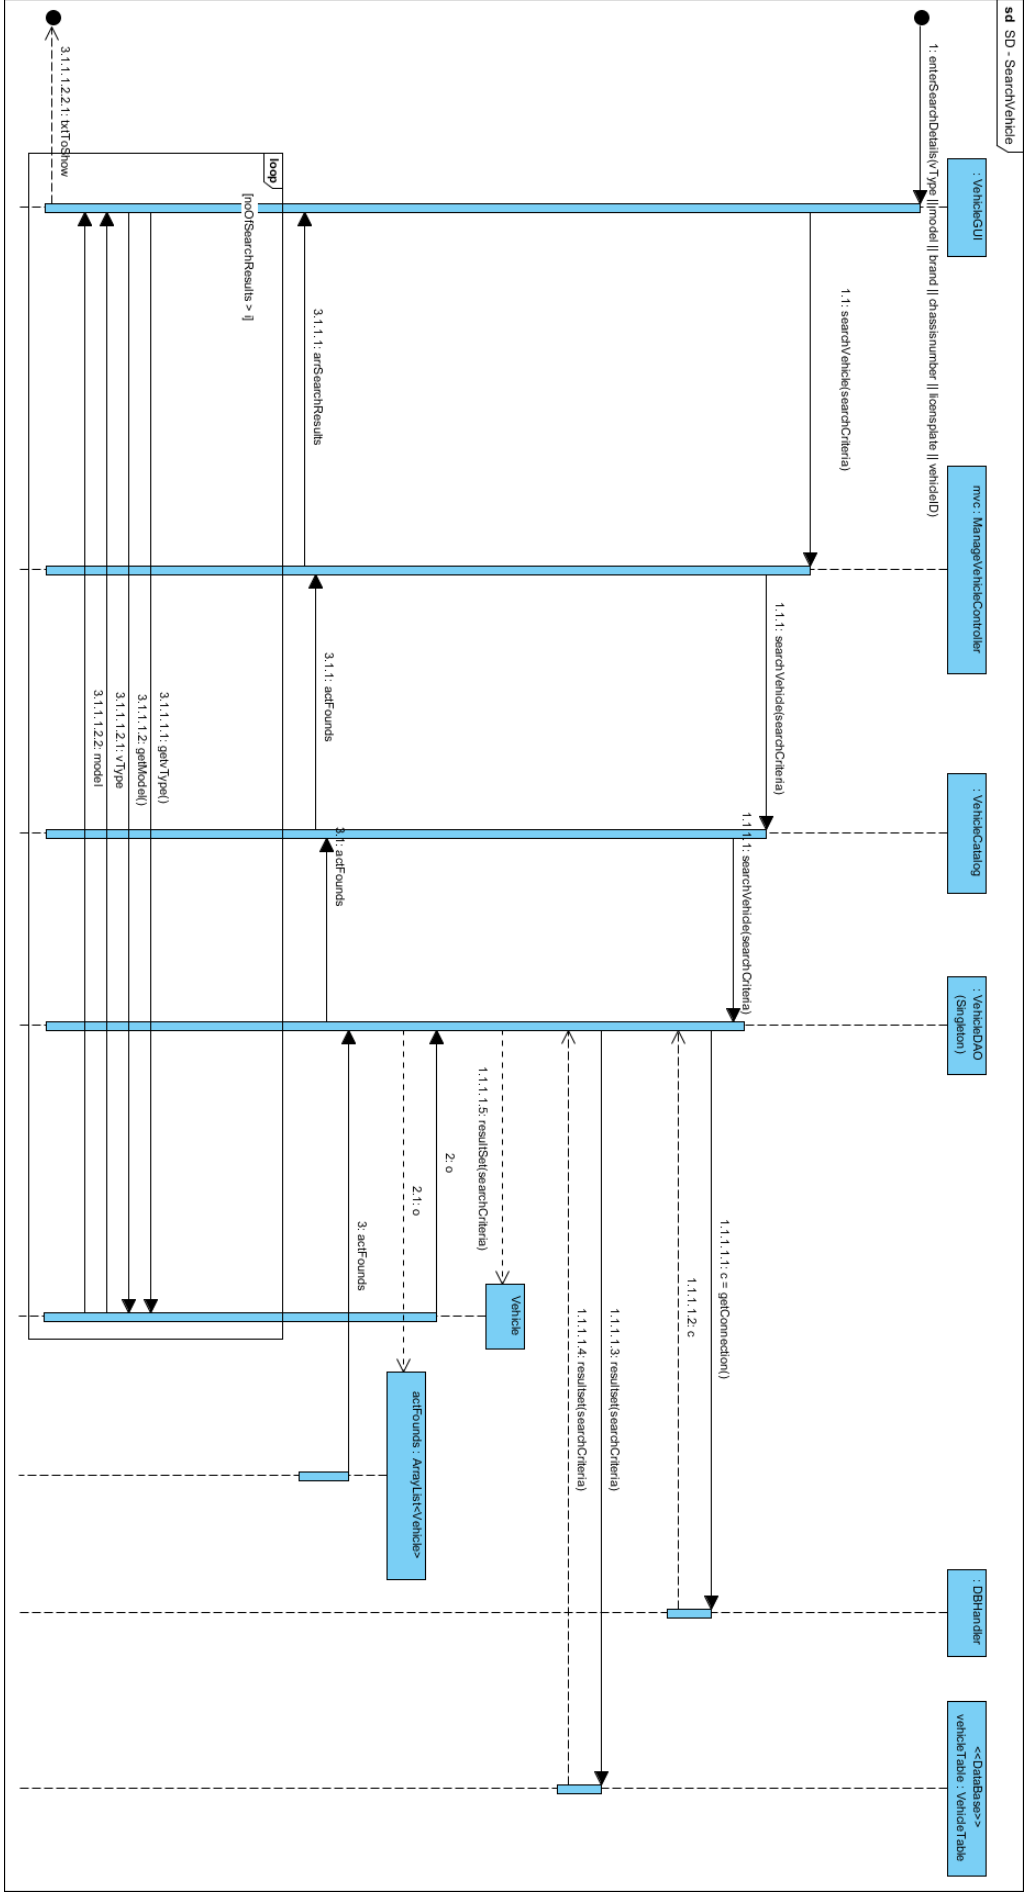 sd SD - SearchVehicle
: VehicleGUI
mvc : ManageVehicleController
: VehicleCatalog
: VehicleDAO
(Singleton)
: DBHandler
<<DataBase>>
vehicleTable : VehicleTable
1: enterSearchDetails(vType || model || brand || chassisnumber || licensplate || vehicleID)
1.1: searchVehicle(searchCriteria)
1.1.1: searchVehicle(searchCriteria)
1.1.1.1: searchVehicle(searchCriteria)
1.1.1.1.1: c = getConnection()
1.1.1.1.2: c
1.1.1.1.3: resultset(searchCriteria)
1.1.1.1.4: resultset(searchCriteria)
1.1.1.1.5: resultSet(searchCriteria)
Vehicle
2: o
2.1: o
actFounds : ArrayList<Vehicle>
3: actFounds
3.1: actFounds
3.1.1: actFounds
3.1.1.1: arrSearchResults
loop
[noOfSearchResults > i]
3.1.1.1.1: getvType()
3.1.1.1.2: getModel()
3.1.1.1.2.1: vType
3.1.1.1.2.2: model
3.1.1.1.2.2.1: txtToShow